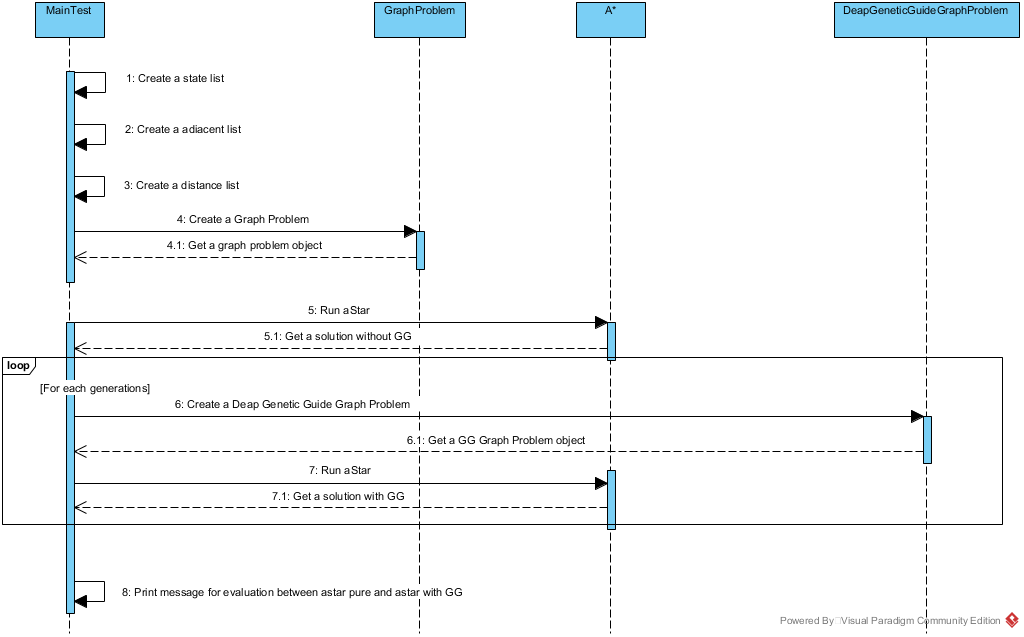 MainTest
GraphProblem
A*
DeapGeneticGuideGraphProblem
1: Create a state list
2: Create a adiacent list
3: Create a distance list
4: Create a Graph Problem
4.1: Get a graph problem object
5: Run aStar
5.1: Get a solution without GG
loop
[For each generations]
6: Create a Deap Genetic Guide Graph Problem
6.1: Get a GG Graph Problem object
7: Run aStar
7.1: Get a solution with GG
8: Print message for evaluation between astar pure and astar with GG
Powered By Visual Paradigm Community Edition